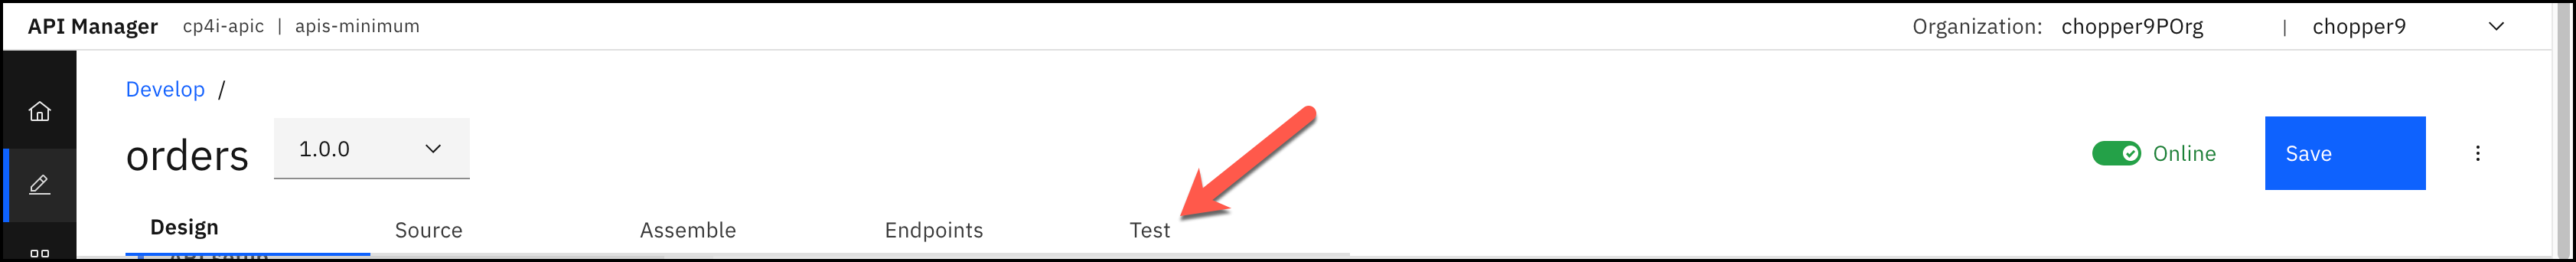 API Manager cp4i-apic | apis-minimum Organization: chopper9POrg | chopper9
Develop /
orders 1.0.0 Online Save
Design Source Assemble Endpoints Test